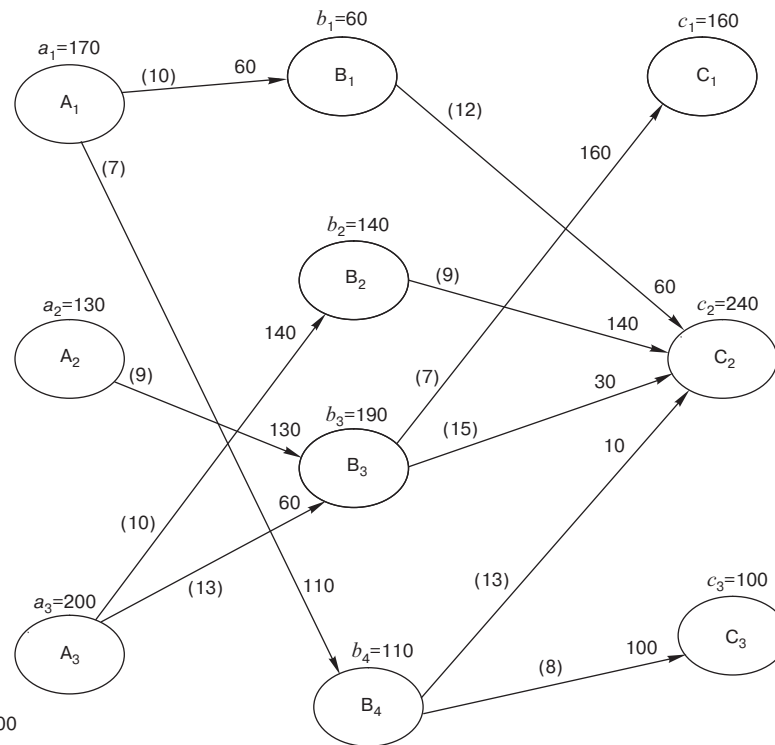 b₁=60
c₁=160
a₁=170
(10)
60
B₁
C₁
A₁
(12)
(7)
160
b₂=140
B₂
(9)
60
a₂=130
140
140
c₂=240
A₂
C₂
(9)
(7)
30
b₃=190
130
(15)
10
B₃
60
(10)
(13)
(13)
110
c₃=100
a₃=200
C₃
b₄=110
100
A₃
(8)
B₄
00